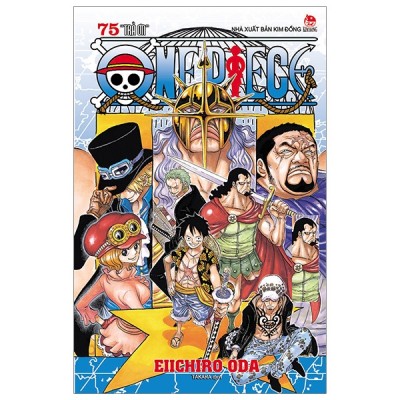 NHÀ XUẤT BẢN KIM ĐỒNG
75 "TRẢ ƠN"
ONE PIECE
EIICHIRO ODA